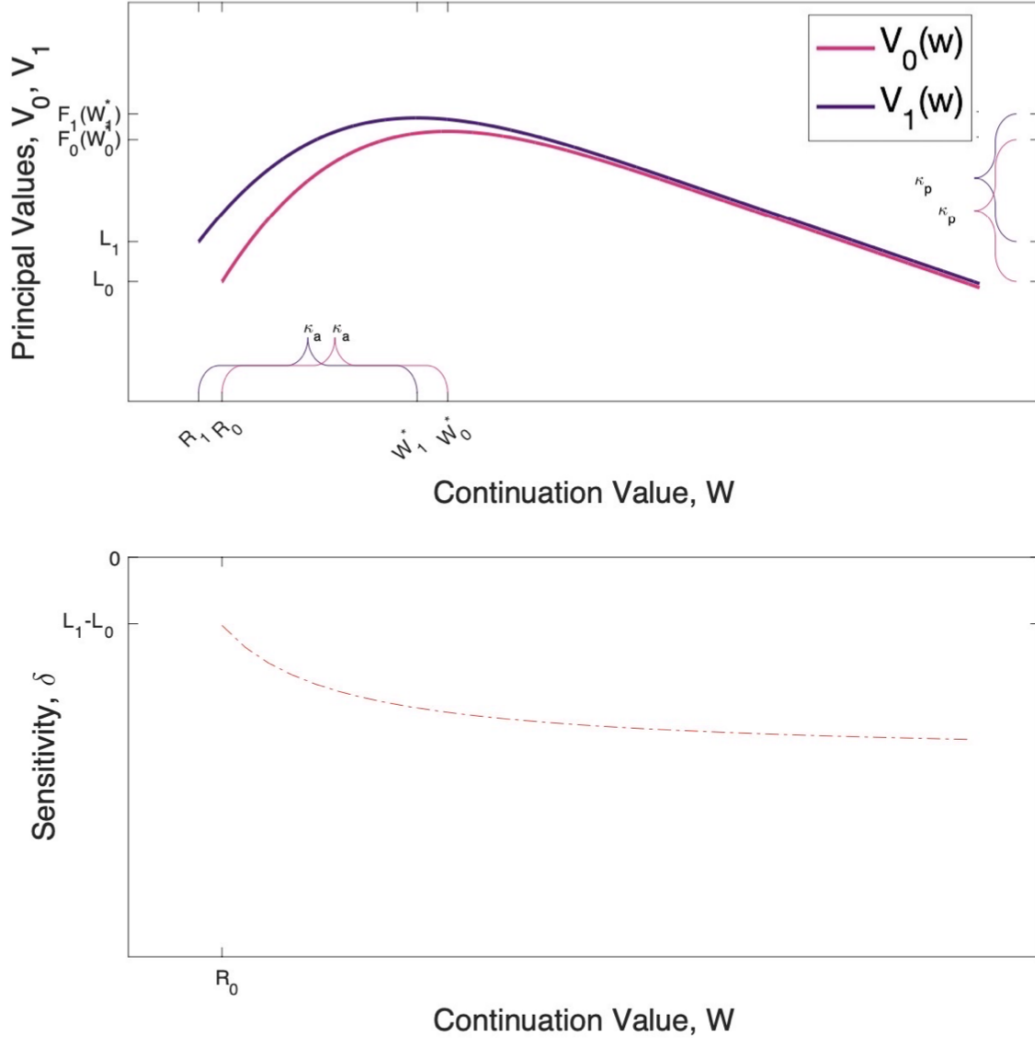 Principal Values, V₀, V₁
V₀(w)
V₁(w)
F₁(W₁*)
F₀(W₀*)
L₁
L₀
κₚ
κₚ
κₐ κₐ
R₁ R₀ W₁* W₀*
Continuation Value, W
Sensitivity, δ
0
L₁-L₀
R₀
Continuation Value, W